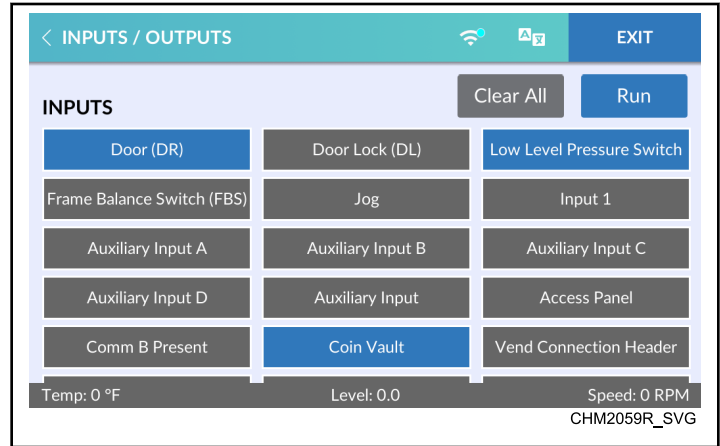 < INPUTS / OUTPUTS EXIT
INPUTS Clear All Run
Door (DR) Door Lock (DL) Low Level Pressure Switch
Frame Balance Switch (FBS) Jog Input 1
Auxiliary Input A Auxiliary Input B Auxiliary Input C
Auxiliary Input D Auxiliary Input Access Panel
Comm B Present Coin Vault Vend Connection Header
Temp: 0 °F Level: 0.0 Speed: 0 RPM
CHM2059R_SVG